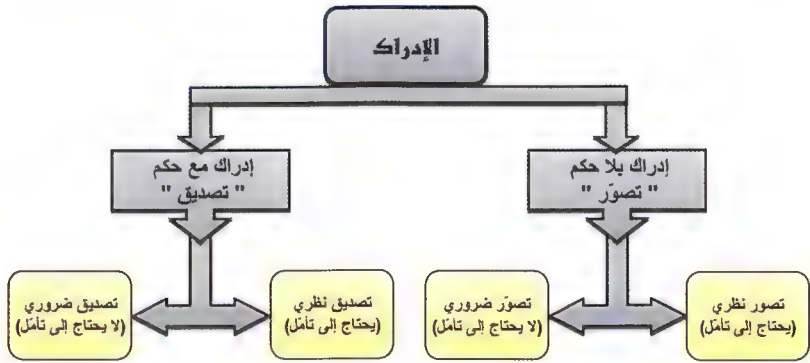 الإدراك
إدراك بلا حكم
" تصوّر "
إدراك مع حكم
" تصديق "
تصور نظري
(يحتاج إلى تأمّل)
تصوّر ضروري
(لا يحتاج إلى تأمّل)
تصديق نظري
(يحتاج إلى تأمّل)
تصديق ضروري
(لا يحتاج إلى تأمّل)